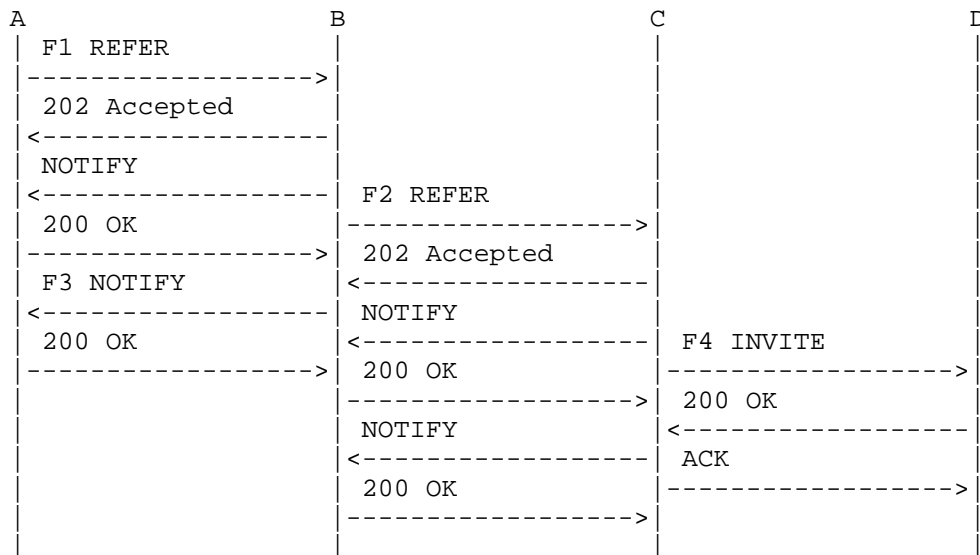 A B C D
F1 REFER
202 Accepted
NOTIFY
F2 REFER
200 OK
202 Accepted
F3 NOTIFY
NOTIFY
200 OK F4 INVITE
200 OK
200 OK
NOTIFY
ACK
200 OK